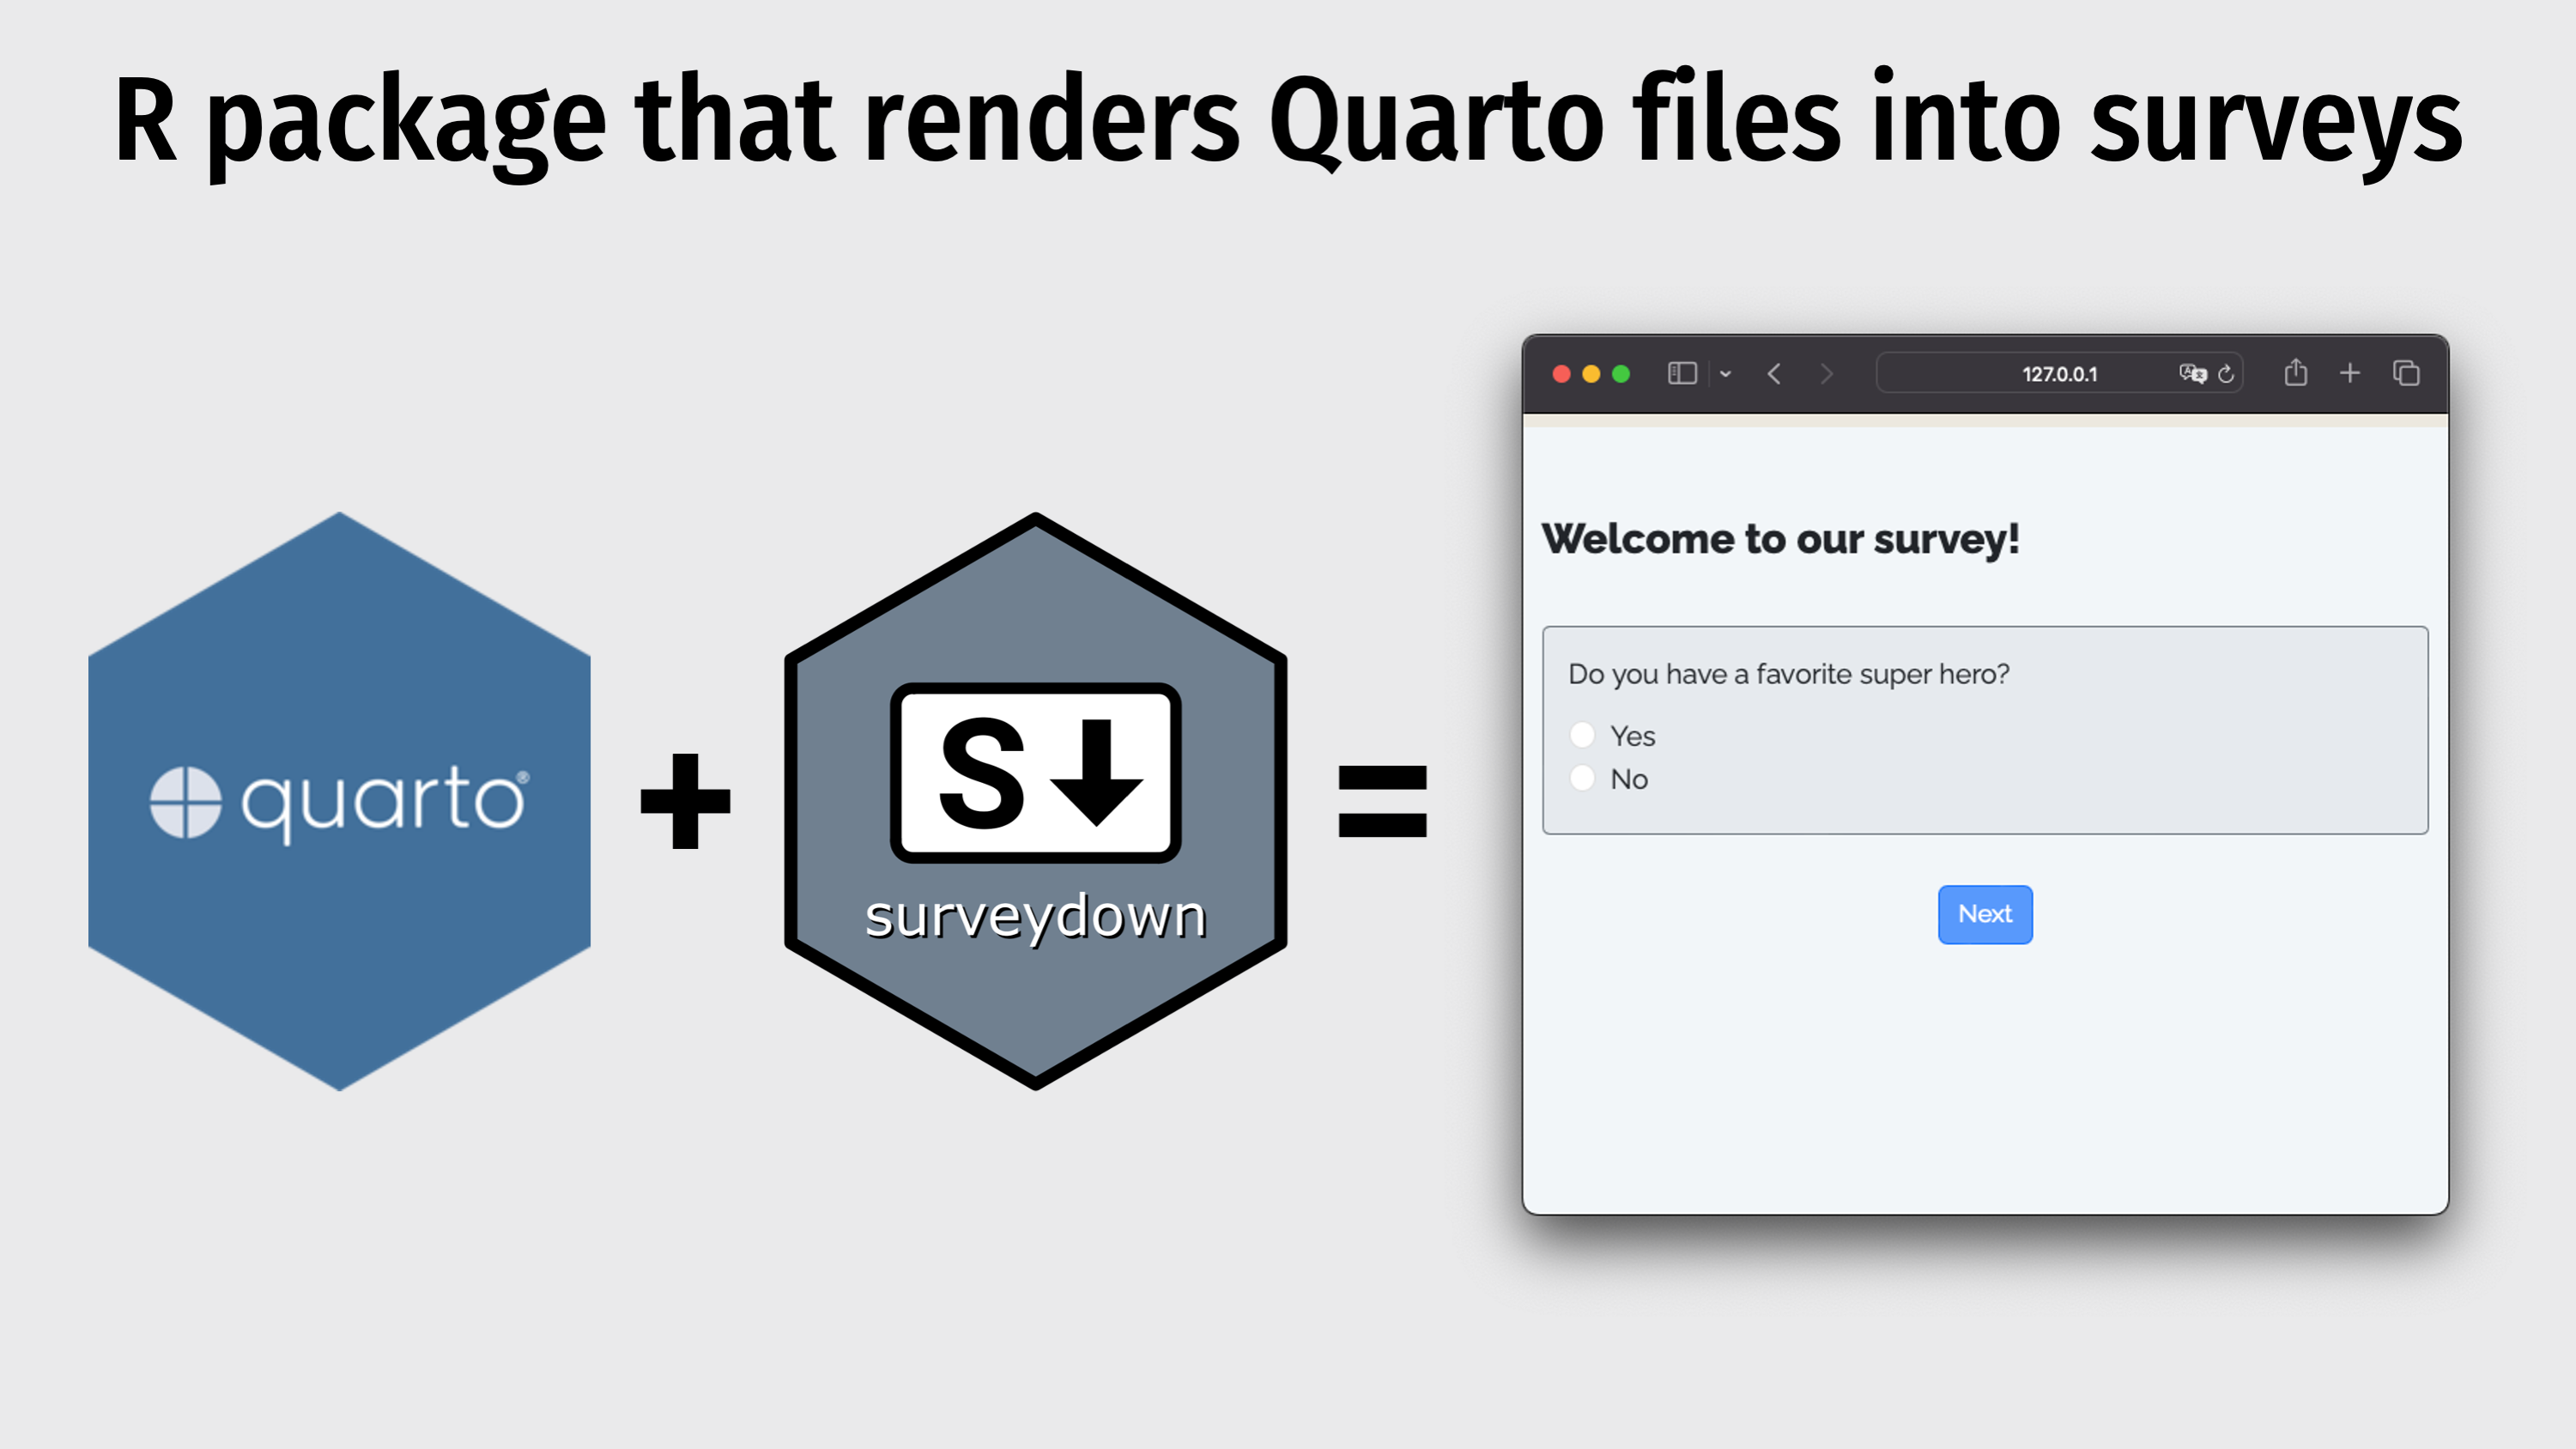 R package that renders Quarto files into surveys
127.0.0.1
Welcome to our survey!
Do you have a favorite super hero?
Yes
No
Next
quarto®
+
S
surveydown
=